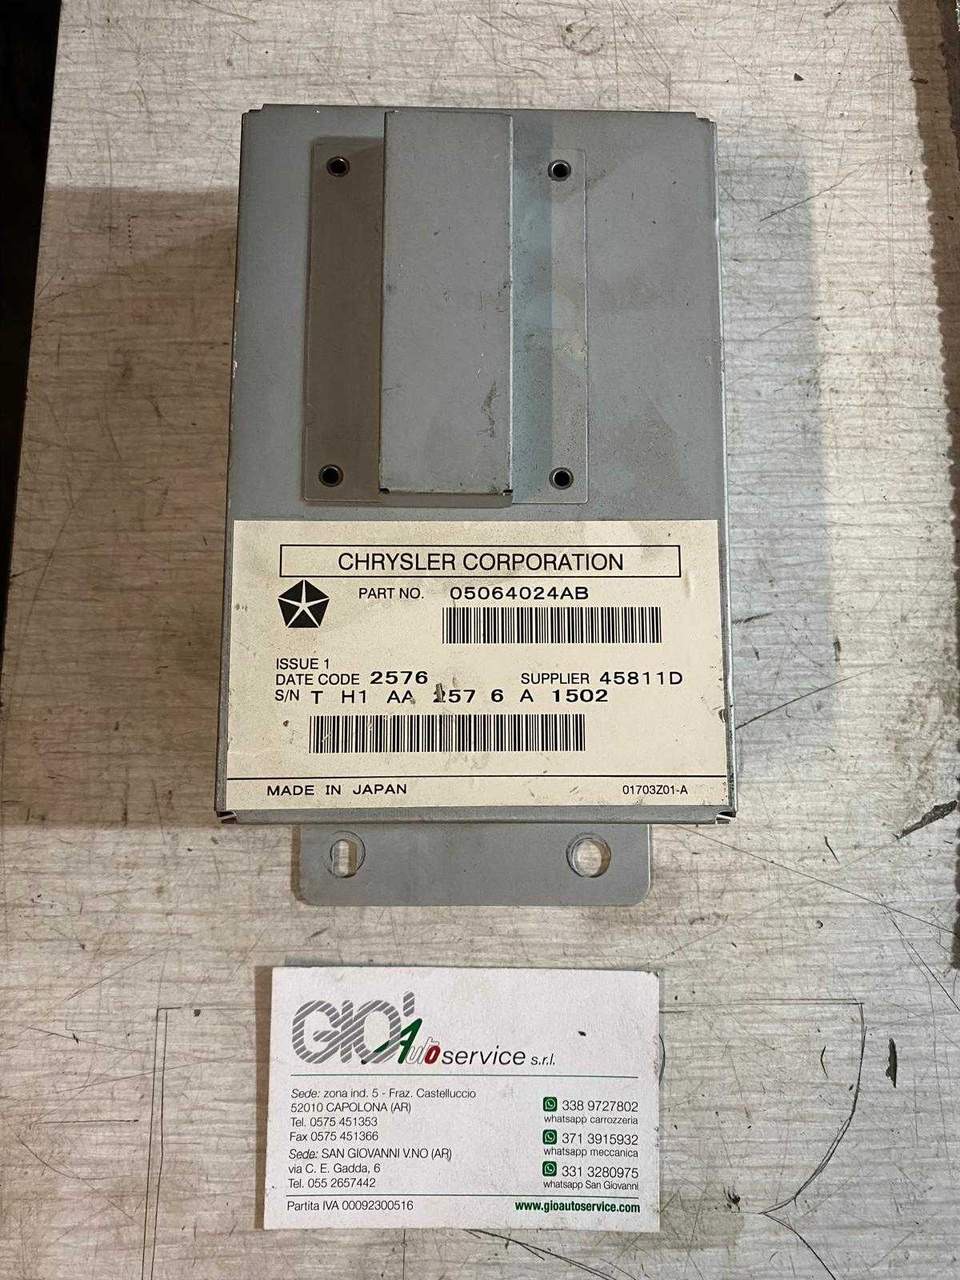 CHRYSLER CORPORATION
PART NO. 05064024AB
ISSUE 1
DATE CODE 2576 SUPPLIER 45811D
S/N T H1 AA 257 6 A 1502
MADE IN JAPAN 01703Z01-A
GIO' Auto service s.r.l.
Sede: zona ind. 5 - Fraz. Castelluccio
52010 CAPOLONA (AR)
Tel. 0575 451353
Fax 0575 451366
Sede: SAN GIOVANNI V.NO (AR)
via C. E. Gadda, 6
Tel. 055 2657442
338 9727802
whatsapp carrozzeria
371 3915932
whatsapp meccanica
331 3280975
whatsapp San Giovanni
Partita IVA 00092300516 www.gioautoservice.com